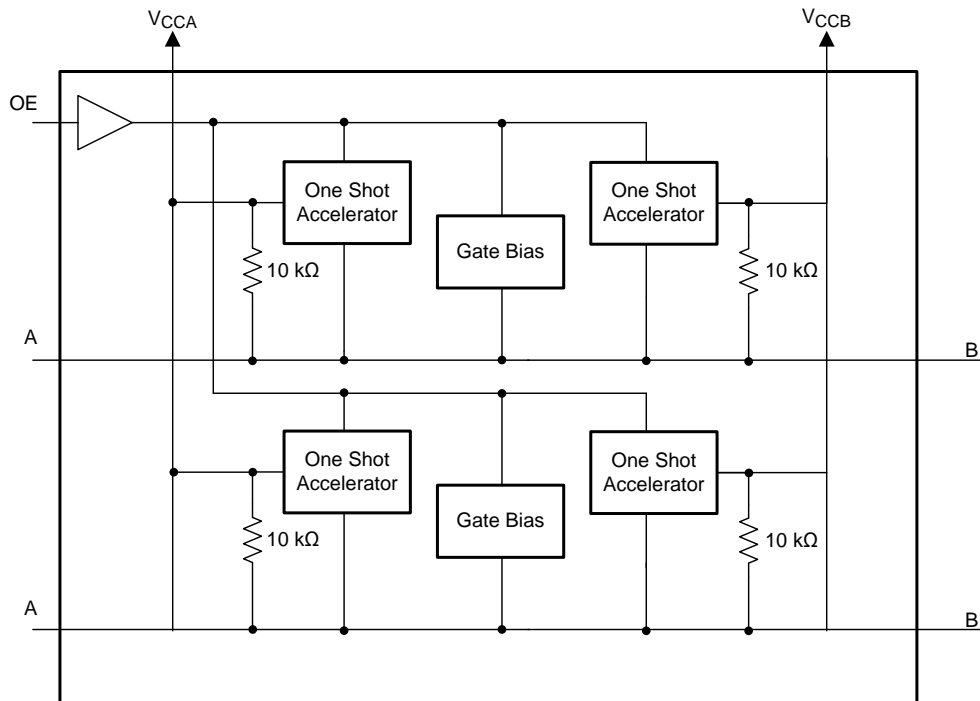 VCCA
VCCB
OE
One Shot
Accelerator
One Shot
Accelerator
Gate Bias
10 kΩ
10 kΩ
A
B
One Shot
Accelerator
One Shot
Accelerator
Gate Bias
10 kΩ
10 kΩ
A
B